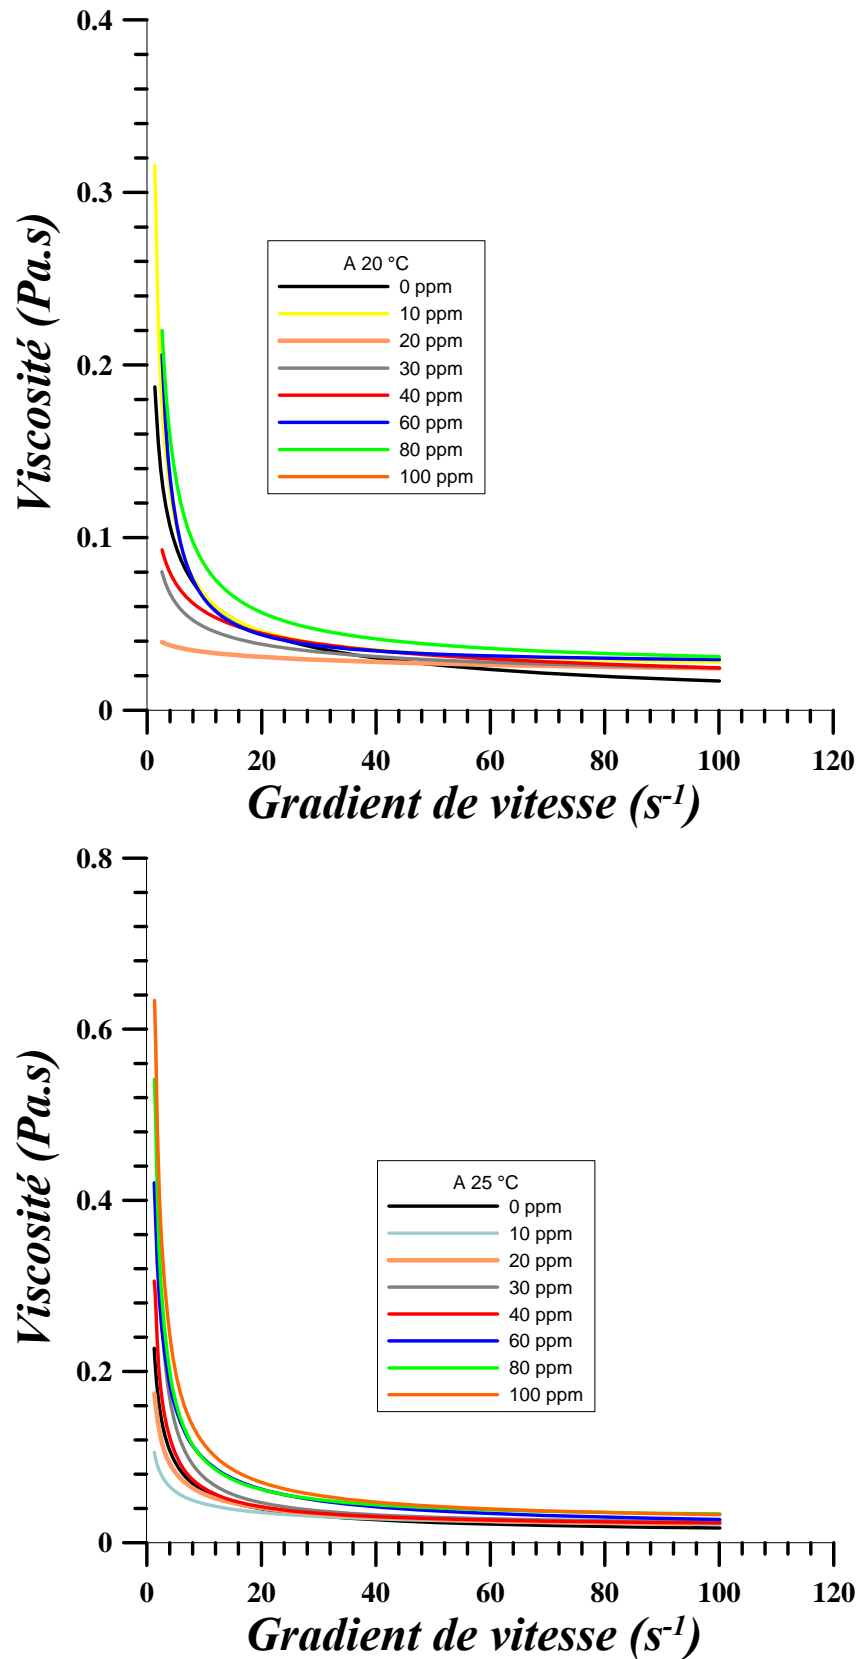 0.4
0.3
0.2
0.1
0
Viscosité (Pa.s)
A 20 °C
0 ppm
10 ppm
20 ppm
30 ppm
40 ppm
60 ppm
80 ppm
100 ppm
0 20 40 60 80 100 120
Gradient de vitesse (s-1)
0.8
0.6
0.4
0.2
0
Viscosité (Pa.s)
A 25 °C
0 ppm
10 ppm
20 ppm
30 ppm
40 ppm
60 ppm
80 ppm
100 ppm
0 20 40 60 80 100 120
Gradient de vitesse (s-1)